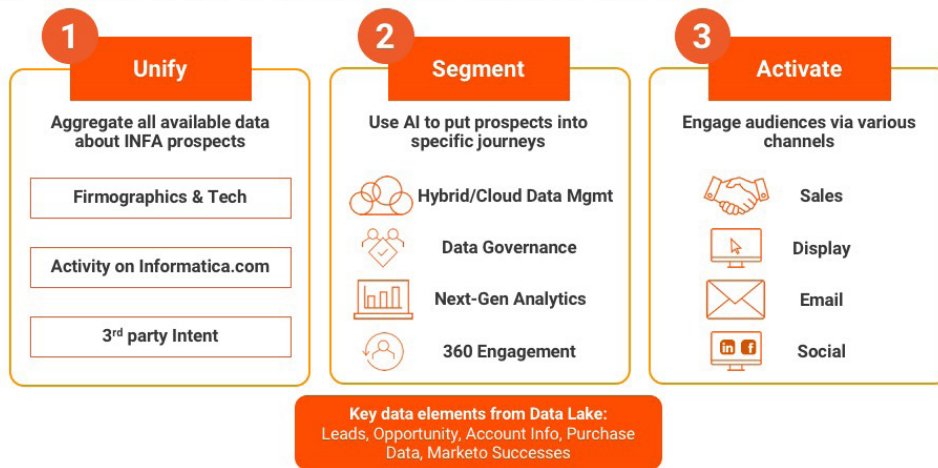 1
Unify
Aggregate all available data
about INFA prospects
Firmographics & Tech
Activity on Informatica.com
3rd party Intent
2
Segment
Use AI to put prospects into
specific journeys
Hybrid/Cloud Data Mgmt
Data Governance
Next-Gen Analytics
360 Engagement
3
Activate
Engage audiences via various
channels
Sales
Display
Email
in f
Social
Key data elements from Data Lake:
Leads, Opportunity, Account Info, Purchase
Data, Marketo Successes